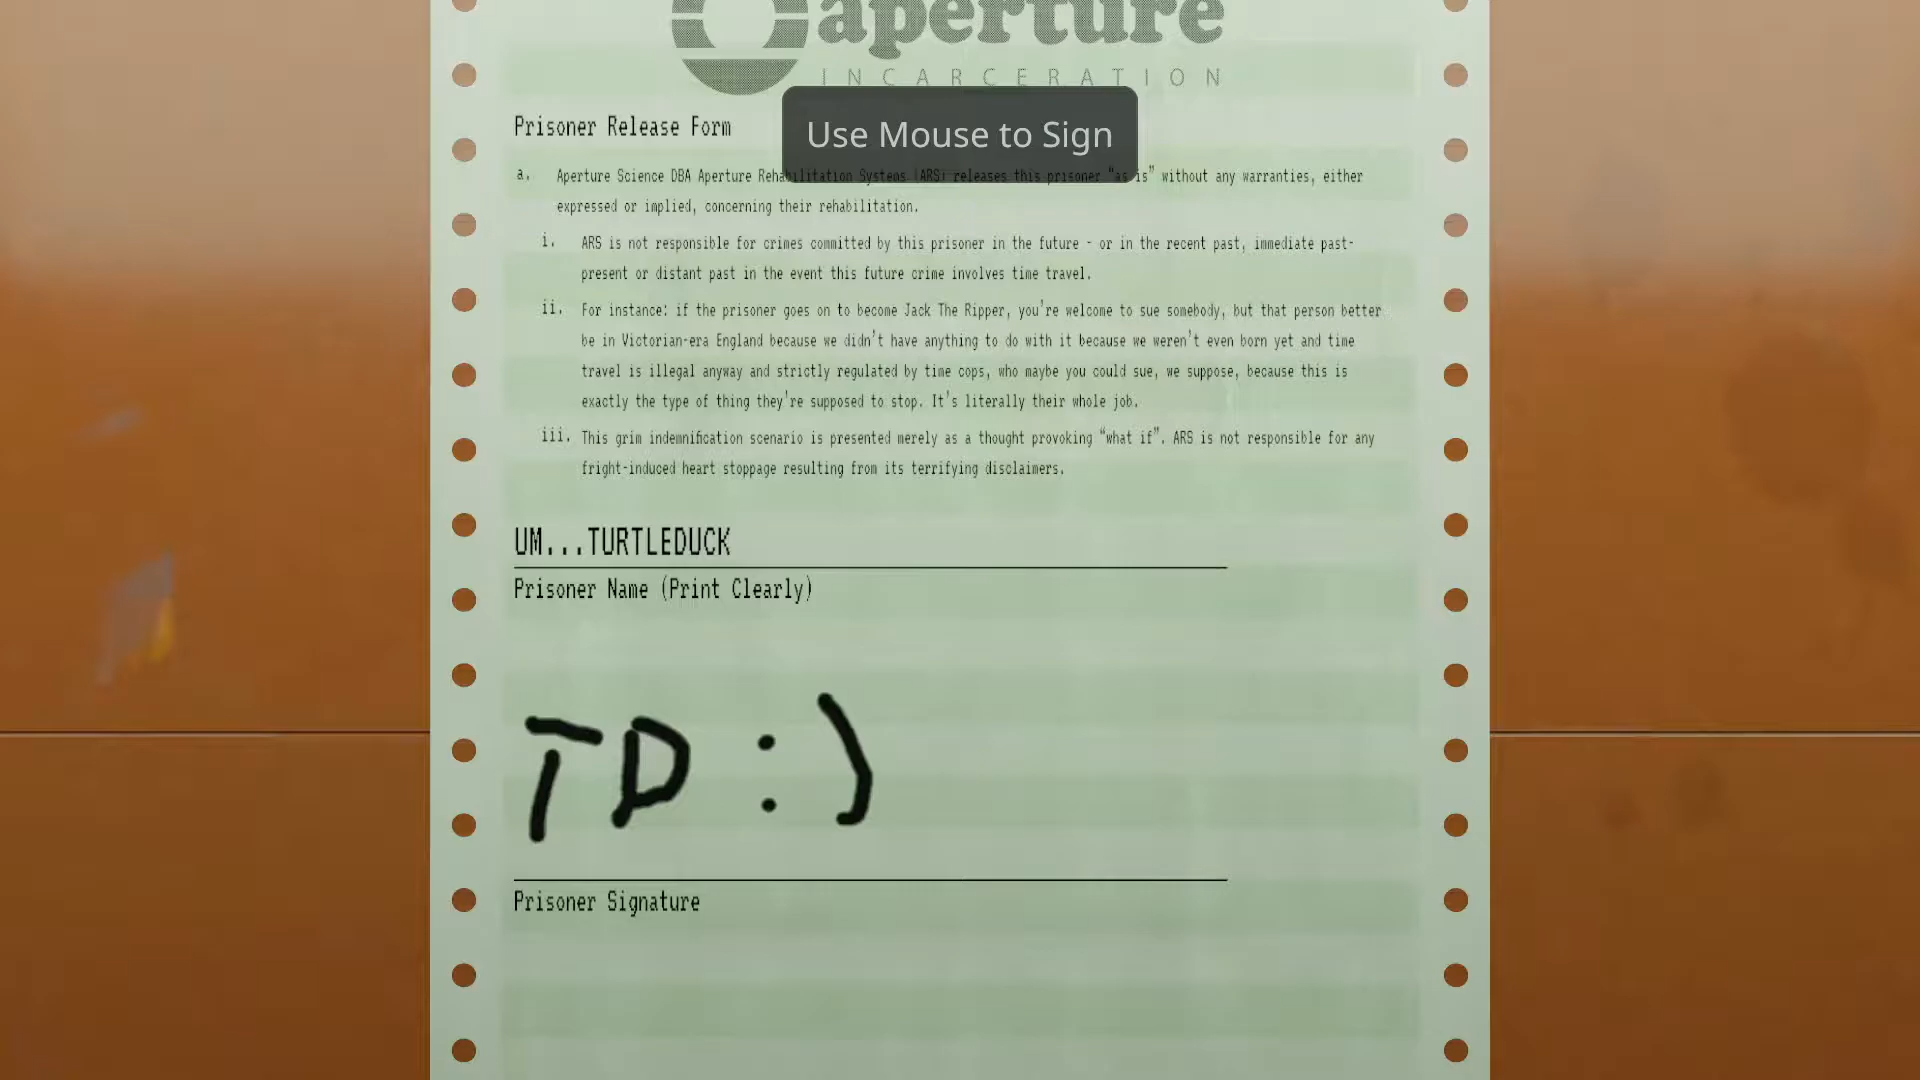 aperture
INCARCERATION
Use Mouse to Sign
Prisoner Release Form
a. Aperture Science DBA Aperture Rehabilitation Systems (ARS) releases this prisoner "as is" without any warranties, either
expressed or implied, concerning their rehabilitation.
i. ARS is not responsible for crimes committed by this prisoner in the future - or in the recent past, immediate past-
present or distant past in the event this future crime involves time travel.
ii. For instance: if the prisoner goes on to become Jack The Ripper, you're welcome to sue somebody, but that person better
be in Victorian-era England because we didn't have anything to do with it because we weren't even born yet and time
travel is illegal anyway and strictly regulated by time cops, who maybe you could sue, we suppose, because this is
exactly the type of thing they're supposed to stop. It's literally their whole job.
iii. This grim indemnification scenario is presented merely as a thought provoking "what if". ARS is not responsible for any
fright-induced heart stoppage resulting from its terrifying disclaimers.
UM...TURTLEDUCK
Prisoner Name (Print Clearly)
TD :)
Prisoner Signature